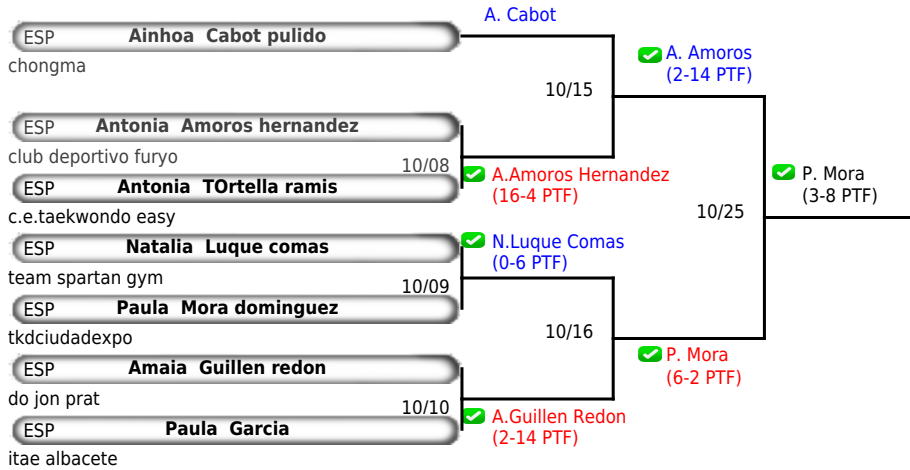 A. Cabot
ESP Ainhoa Cabot pulido
chongma
A. Amoros
(2-14 PTF)
10/15
ESP Antonia Amoros hernandez
club deportivo furyo
10/08
A.Amoros Hernandez
(16-4 PTF)
ESP Antonia TOrtella ramis
c.e.taekwondo easy
P. Mora
(3-8 PTF)
10/25
ESP Natalia Luque comas
team spartan gym
N.Luque Comas
(0-6 PTF)
10/09
ESP Paula Mora dominguez
tkdciudadexpo
10/16
P. Mora
(6-2 PTF)
ESP Amaia Guillen redon
do jon prat
10/10
A.Guillen Redon
(2-14 PTF)
ESP Paula Garcia
itae albacete